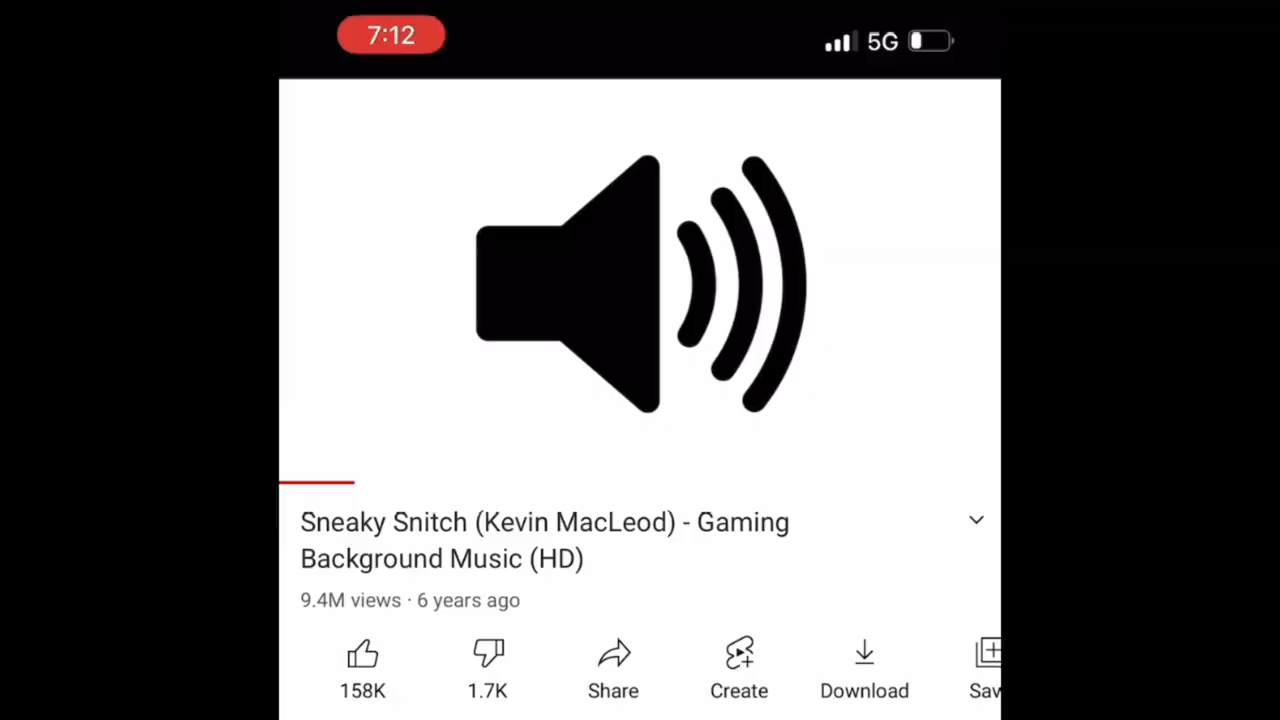 7:12
5G
Sneaky Snitch (Kevin MacLeod) - Gaming
Background Music (HD)
9.4M views · 6 years ago
158K
1.7K
Share
Create
Download
Sav